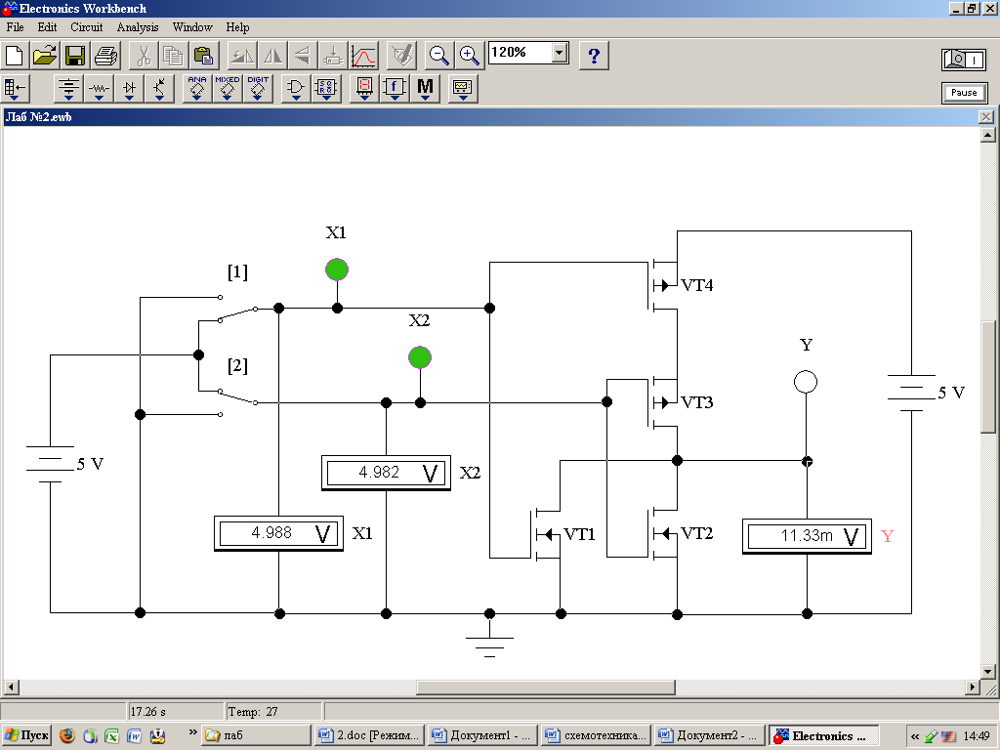 Electronics Workbench
File Edit Circuit Analysis Window Help
120%
?
ANA MIXED DIGIT
f M
Pause
Лаб №2.ewb
X1
[1]
VT4
X2
Y
[2]
VT3
5 V
5 V
4.982 V X2
4.988 V X1
VT1
VT2
11.33m V Y
17.26 s Temp: 27
Пуск » лаб 2.doc [Режим... Документ1 - ... схемотехника... Документ2 - ... Electronics ... « 14:49